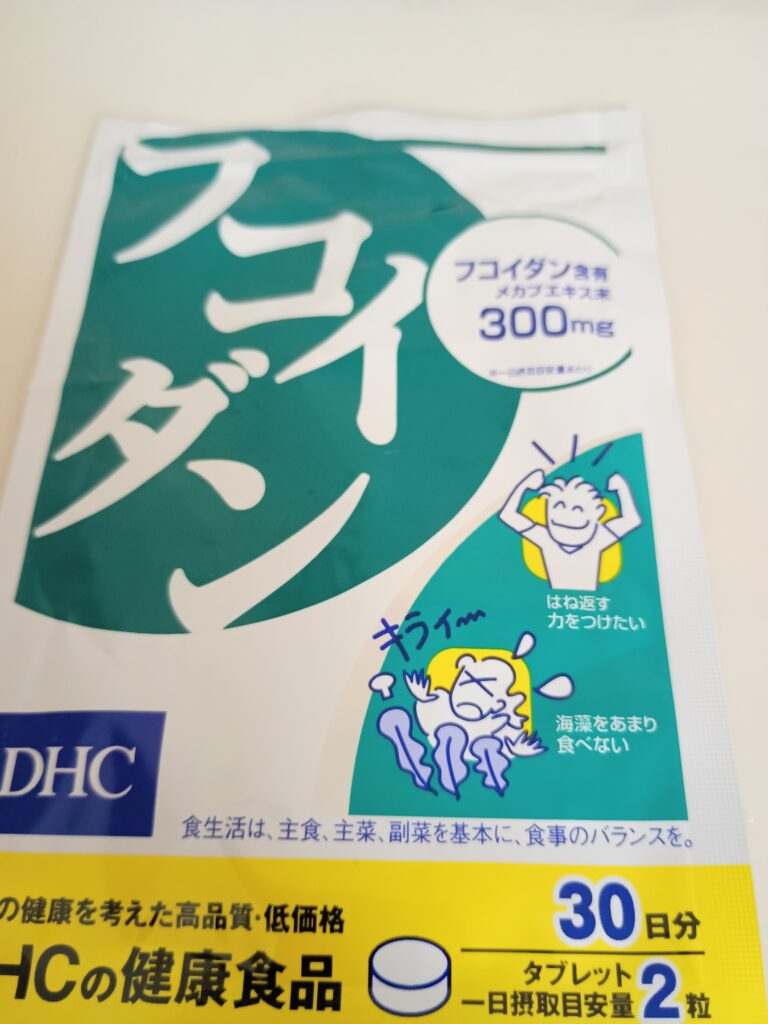 フコイダン
フコイダン含有
メカブエキス末
300mg
※一日摂取目安量あたり
はね返す
力をつけたい
キライ〜
海藻をあまり
食べない
DHC
食生活は、主食、主菜、副菜を基本に、食事のバランスを。
の健康を考えた高品質・低価格
HCの健康食品
30日分
タブレット
一日摂取目安量2粒